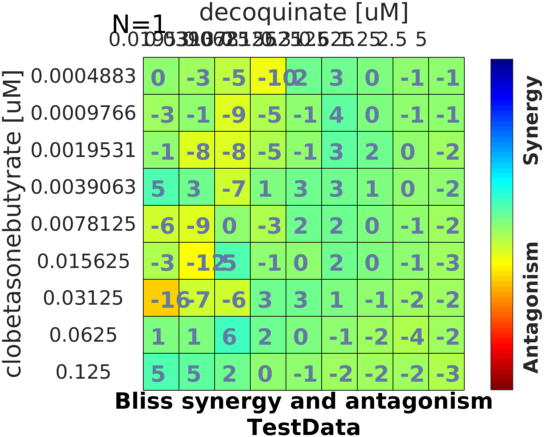 decoquinate [uM]
N=1
2.5 5
clobetasonebutyrate [uM]
0.0004883 0 -3 -5 -10 2 3 0 -1 -1
0.0009766 -3 -1 -9 -5 -1 4 0 -1 -1
0.0019531 -1 -8 -8 -5 -1 3 2 0 -2
0.0039063 5 3 -7 1 3 3 1 0 -2
0.0078125 -6 -9 0 -3 2 2 0 -1 -2
0.015625 -3 -12 5 -1 0 2 0 -1 -3
0.03125 -16 -7 -6 3 3 1 -1 -2 -2
0.0625 1 1 6 2 0 -1 -2 -4 -2
0.125 5 5 2 0 -1 -2 -2 -2 -3
Synergy
Antagonism
Bliss synergy and antagonism
TestData